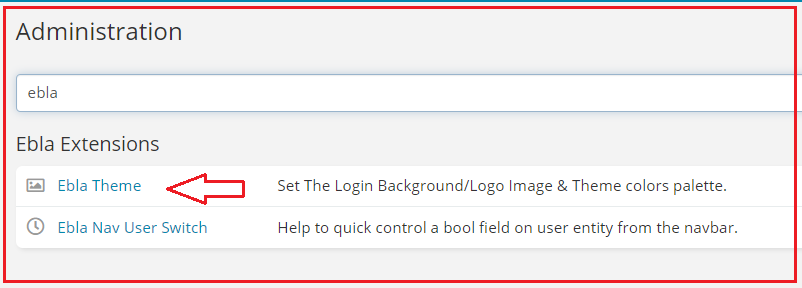 Administration
ebla
Ebla Extensions
Ebla Theme Set The Login Background/Logo Image & Theme colors palette.
Ebla Nav User Switch Help to quick control a bool field on user entity from the navbar.